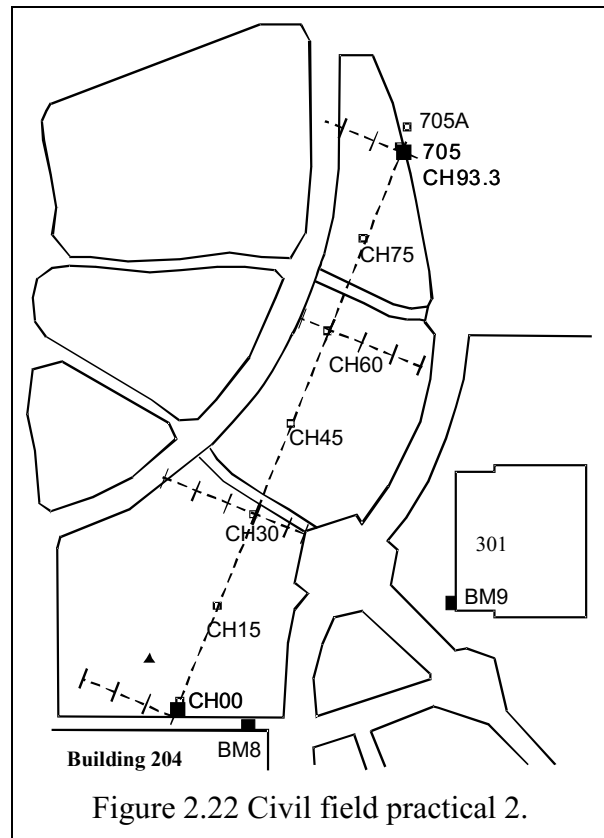 705A
705
CH93.3
CH75
CH60
CH45
CH30
301
BM9
CH15
CH00
BM8
Building 204
Figure 2.22 Civil field practical 2.